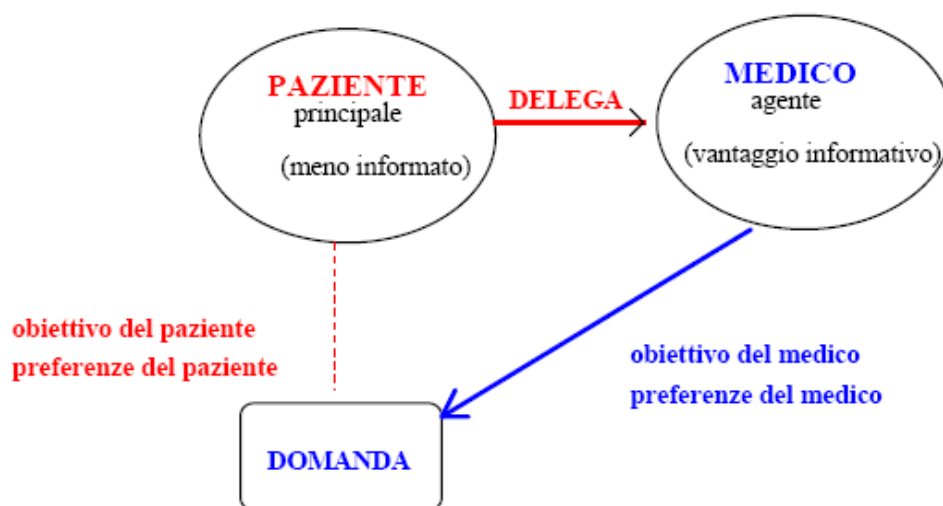 PAZIENTE
principale
(meno informato)
DELEGA
MEDICO
agente
(vantaggio informativo)
obiettivo del paziente
preferenze del paziente
obiettivo del medico
preferenze del medico
DOMANDA